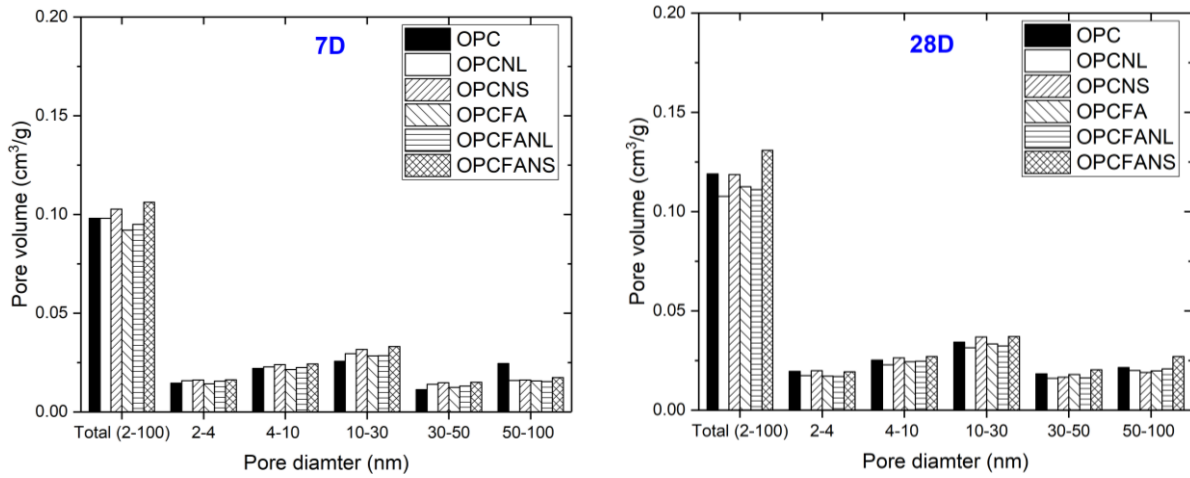 7D
OPC
OPCNL
OPCNS
OPCFA
OPCFANL
OPCFANS
0.20
0.15
0.10
0.05
0.00
Pore volume (cm³/g)
Total (2-100) 2-4 4-10 10-30 30-50 50-100
Pore diamter (nm)
28D
OPC
OPCNL
OPCNS
OPCFA
OPCFANL
OPCFANS
0.20
0.15
0.10
0.05
0.00
Pore volume (cm³/g)
Total (2-100) 2-4 4-10 10-30 30-50 50-100
Pore diamter (nm)